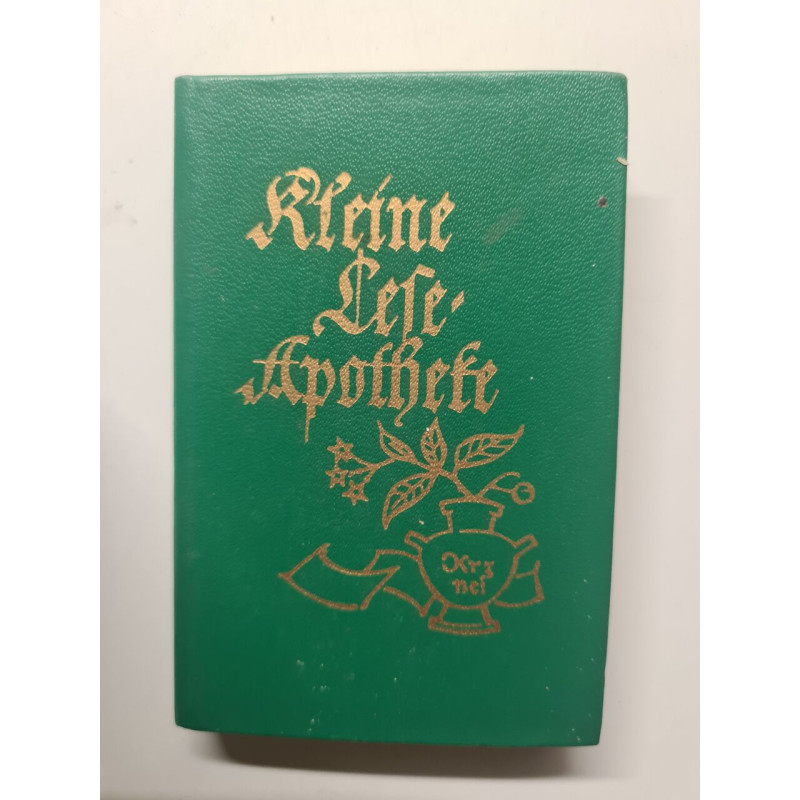 Kleine
Lese-
Apotheke
Arz
nei